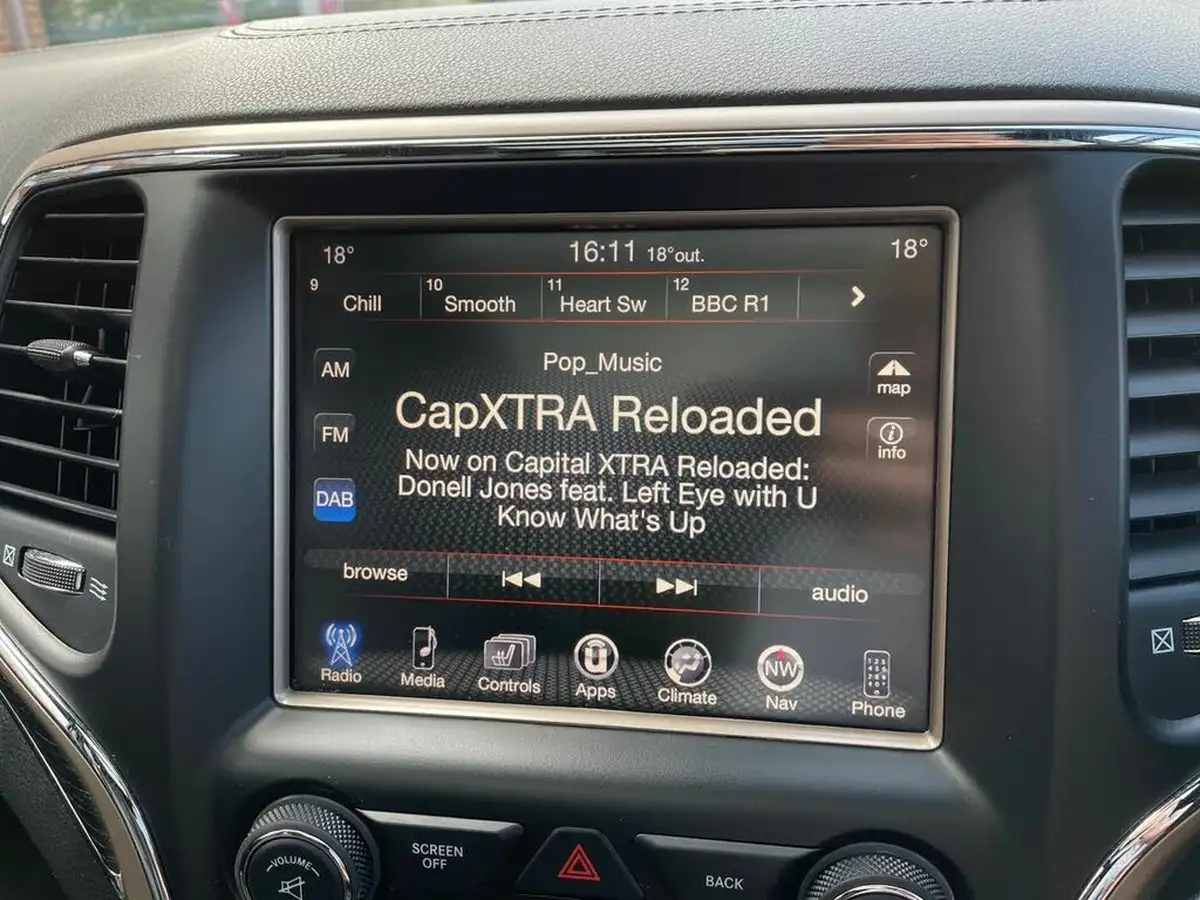 18° 16:11 18°out. 18°
9 Chill 10 Smooth 11 Heart Sw 12 BBC R1
AM
Pop_Music
map
CapXTRA Reloaded
FM
info
Now on Capital XTRA Reloaded:
Donell Jones feat. Left Eye with U
Know What's Up
DAB
browse audio
Radio Media Controls Apps Climate NW Nav Phone
VOLUME
SCREEN
OFF
BACK